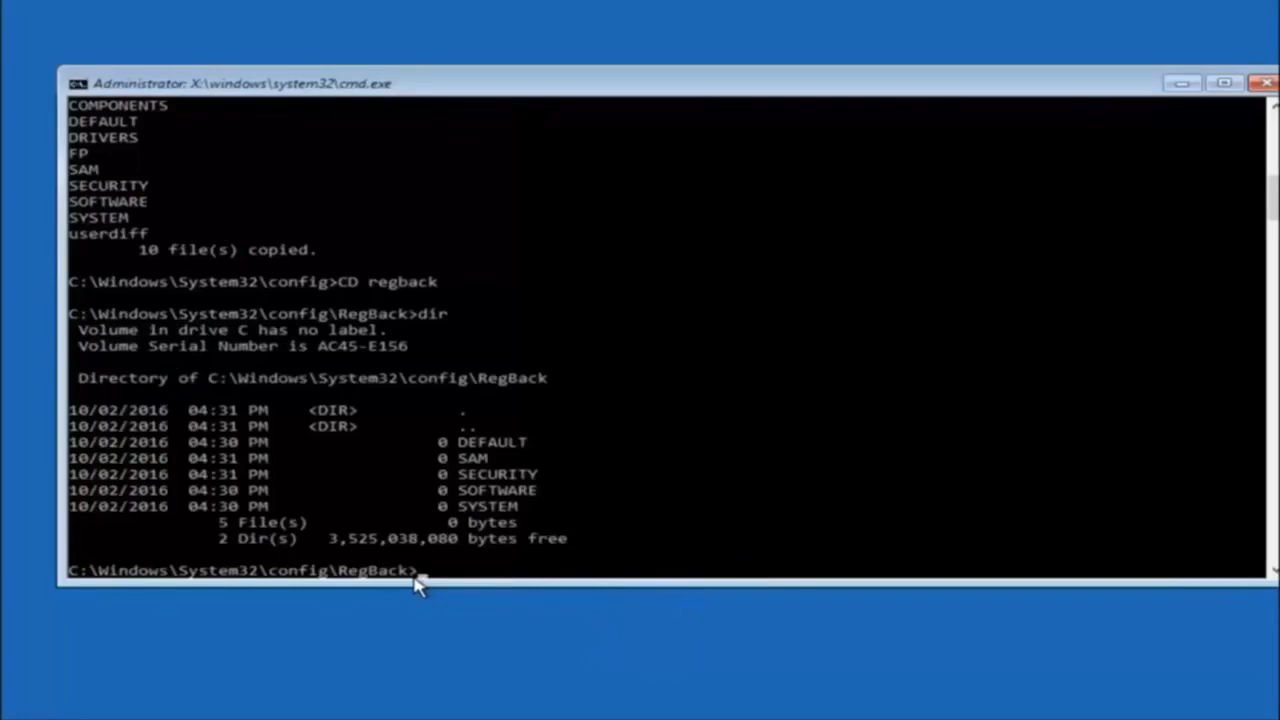 Administrator: X:\windows\system32\cmd.exe
COMPONENTS
DEFAULT
DRIVERS
FP
SAM
SECURITY
SOFTWARE
SYSTEM
userdiff
10 file(s) copied.
C:\Windows\System32\config>CD regback
C:\Windows\System32\config\RegBack>dir
Volume in drive C has no label.
Volume Serial Number is AC45-E156
Directory of C:\Windows\System32\config\RegBack
10/02/2016 04:31 PM <DIR> .
10/02/2016 04:31 PM <DIR> ..
10/02/2016 04:30 PM 0 DEFAULT
10/02/2016 04:31 PM 0 SAM
10/02/2016 04:31 PM 0 SECURITY
10/02/2016 04:30 PM 0 SOFTWARE
10/02/2016 04:30 PM 0 SYSTEM
5 File(s) 0 bytes
2 Dir(s) 3,525,038,080 bytes free
C:\Windows\System32\config\RegBack>_